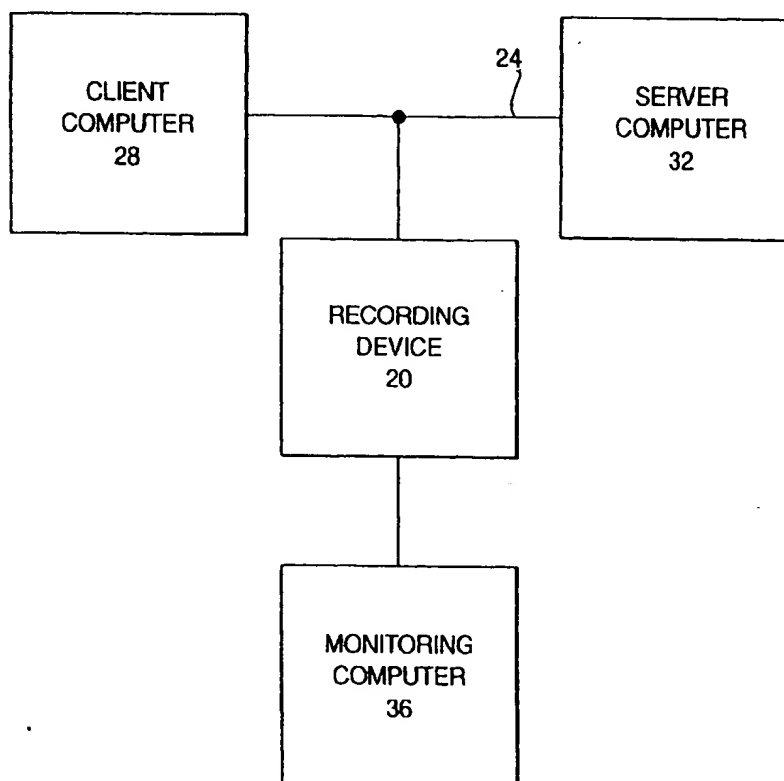 CLIENT
COMPUTER
28
24
SERVER
COMPUTER
32
RECORDING
DEVICE
20
MONITORING
COMPUTER
36